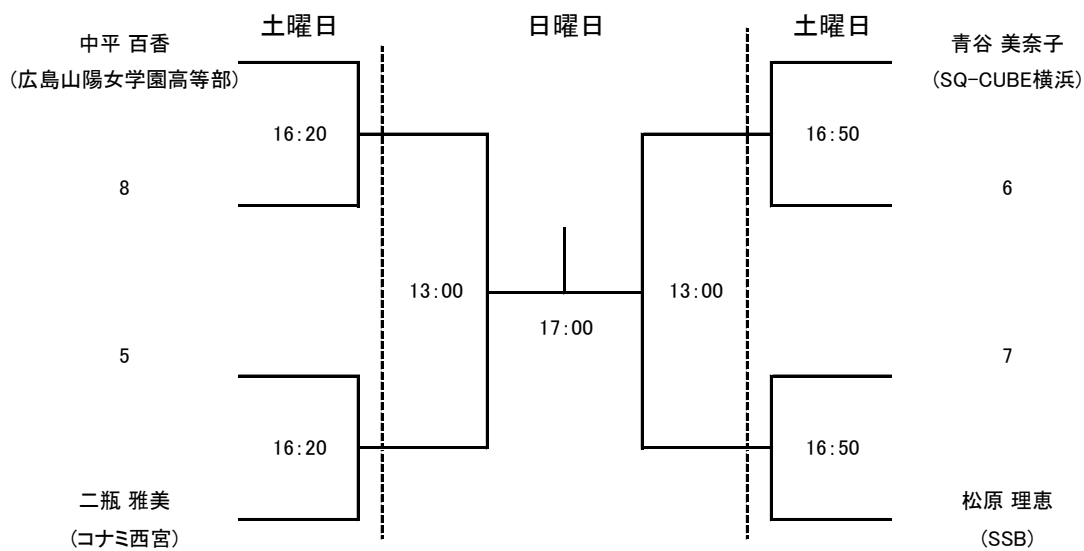 土曜日
日曜日
土曜日
中平 百香
(広島山陽女学園高等部)
16:20
8
5
16:20
二瓶 雅美
(コナミ西宮)
13:00
17:00
13:00
青谷 美奈子
(SQ-CUBE横浜)
16:50
6
7
16:50
松原 理恵
(SSB)